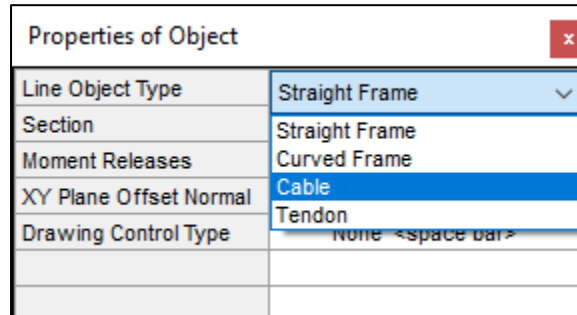 Properties of Object
x
Line Object Type Straight Frame
Section Straight Frame
Moment Releases Curved Frame
XY Plane Offset Normal Cable
Tendon
Drawing Control Type None <space bar>